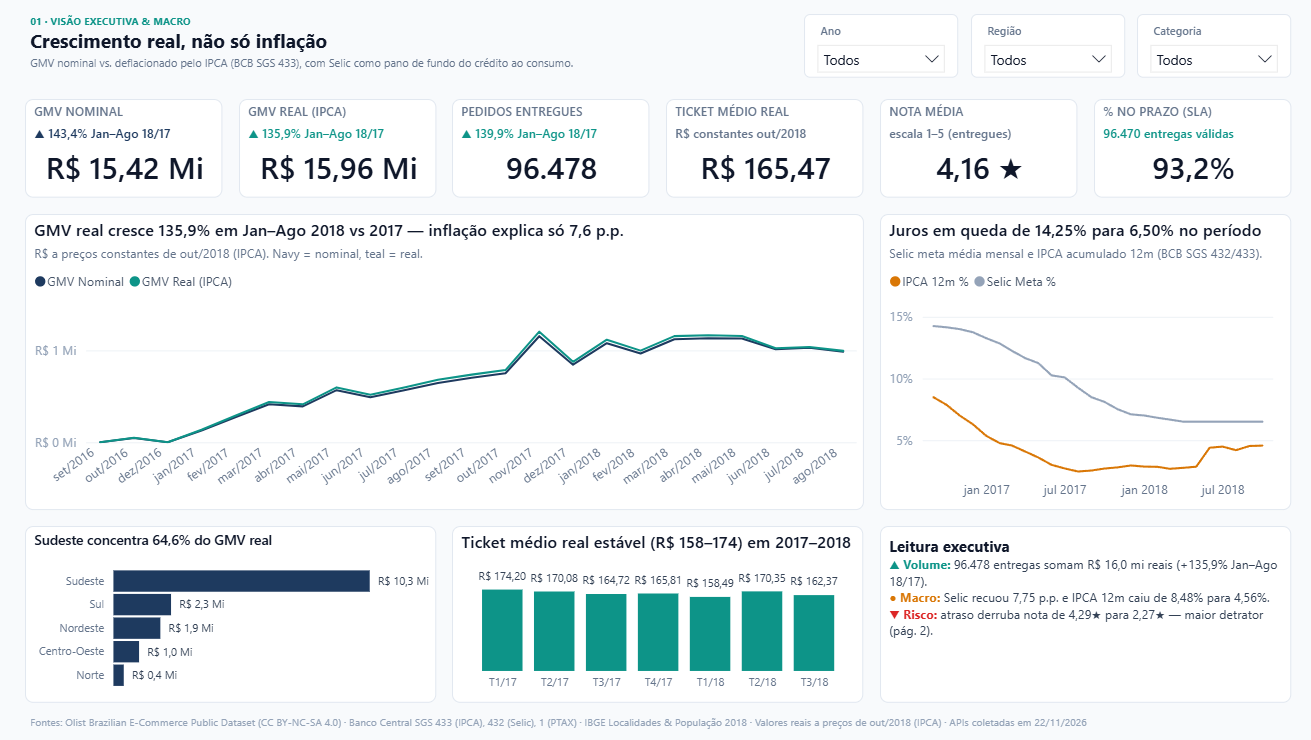 01 · VISÃO EXECUTIVA & MACRO
Crescimento real, não só inflação
GMV nominal vs. deflacionado pelo IPCA (BCB SGS 433), com Selic como pano de fundo do crédito ao consumo.
Ano
Todos
Região
Todos
Categoria
Todos
GMV NOMINAL
▲ 143,4% Jan–Ago 18/17
R$ 15,42 Mi
GMV REAL (IPCA)
▲ 135,9% Jan–Ago 18/17
R$ 15,96 Mi
PEDIDOS ENTREGUES
▲ 139,9% Jan–Ago 18/17
96.478
TICKET MÉDIO REAL
R$ constantes out/2018
R$ 165,47
NOTA MÉDIA
escala 1–5 (entregues)
4,16 ★
% NO PRAZO (SLA)
96.470 entregas válidas
93,2%
GMV real cresce 135,9% em Jan–Ago 2018 vs 2017 — inflação explica só 7,6 p.p.
R$ a preços constantes de out/2018 (IPCA). Navy = nominal, teal = real.
GMV Nominal GMV Real (IPCA)
R$ 1 Mi
R$ 0 Mi
set/2016 out/2016 dez/2016 jan/2017 fev/2017 mar/2017 abr/2017 mai/2017 jun/2017 jul/2017 ago/2017 set/2017 out/2017 nov/2017 dez/2017 jan/2018 fev/2018 mar/2018 abr/2018 mai/2018 jun/2018 jul/2018 ago/2018
Juros em queda de 14,25% para 6,50% no período
Selic meta média mensal e IPCA acumulado 12m (BCB SGS 432/433).
IPCA 12m % Selic Meta %
15%
10%
5%
jan 2017 jul 2017 jan 2018 jul 2018
Sudeste concentra 64,6% do GMV real
Sudeste R$ 10,3 Mi
Sul R$ 2,3 Mi
Nordeste R$ 1,9 Mi
Centro-Oeste R$ 1,0 Mi
Norte R$ 0,4 Mi
Ticket médio real estável (R$ 158–174) em 2017–2018
R$ 174,20 R$ 170,08 R$ 164,72 R$ 165,81 R$ 158,49 R$ 170,35 R$ 162,37
T1/17 T2/17 T3/17 T4/17 T1/18 T2/18 T3/18
Leitura executiva
▲ Volume: 96.478 entregas somam R$ 16,0 mi reais (+135,9% Jan–Ago
18/17).
● Macro: Selic recuou 7,75 p.p. e IPCA 12m caiu de 8,48% para 4,56%.
▼ Risco: atraso derruba nota de 4,29★ para 2,27★ — maior detrator
(pág. 2).
Fontes: Olist Brazilian E-Commerce Public Dataset (CC BY-NC-SA 4.0) · Banco Central SGS 433 (IPCA), 432 (Selic), 1 (PTAX) · IBGE Localidades & População 2018 · Valores reais a preços de out/2018 (IPCA) · APIs coletadas em 22/11/2026